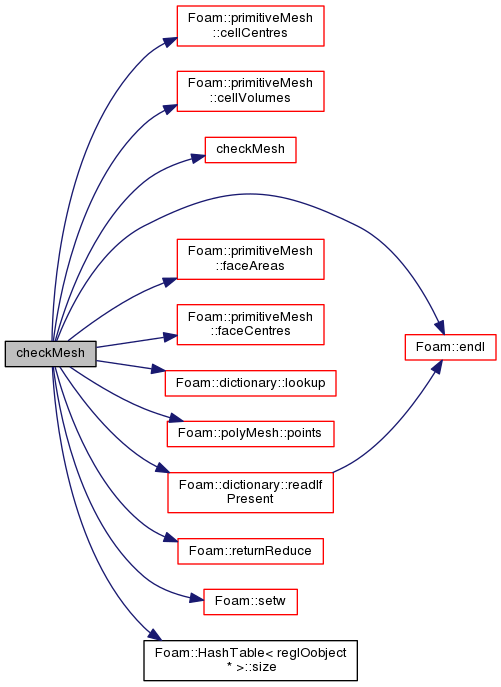 Foam::primitiveMesh
::cellCentres
Foam::primitiveMesh
::cellVolumes
checkMesh
Foam::primitiveMesh
::faceAreas
Foam::primitiveMesh
::faceCentres
Foam::endl
checkMesh
Foam::dictionary::lookup
Foam::polyMesh::points
Foam::dictionary::readIf
Present
Foam::returnReduce
Foam::setw
Foam::HashTable< regIOobject
* >::size